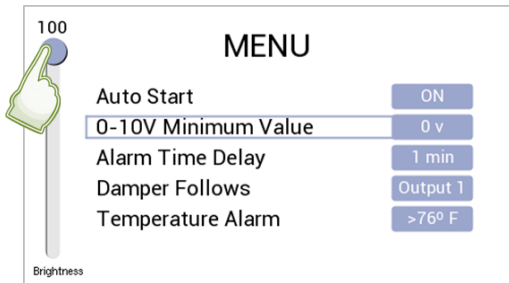 100
MENU
Auto Start ON
0-10V Minimum Value 0 v
Alarm Time Delay 1 min
Damper Follows Output 1
Temperature Alarm >76º F
Brightness